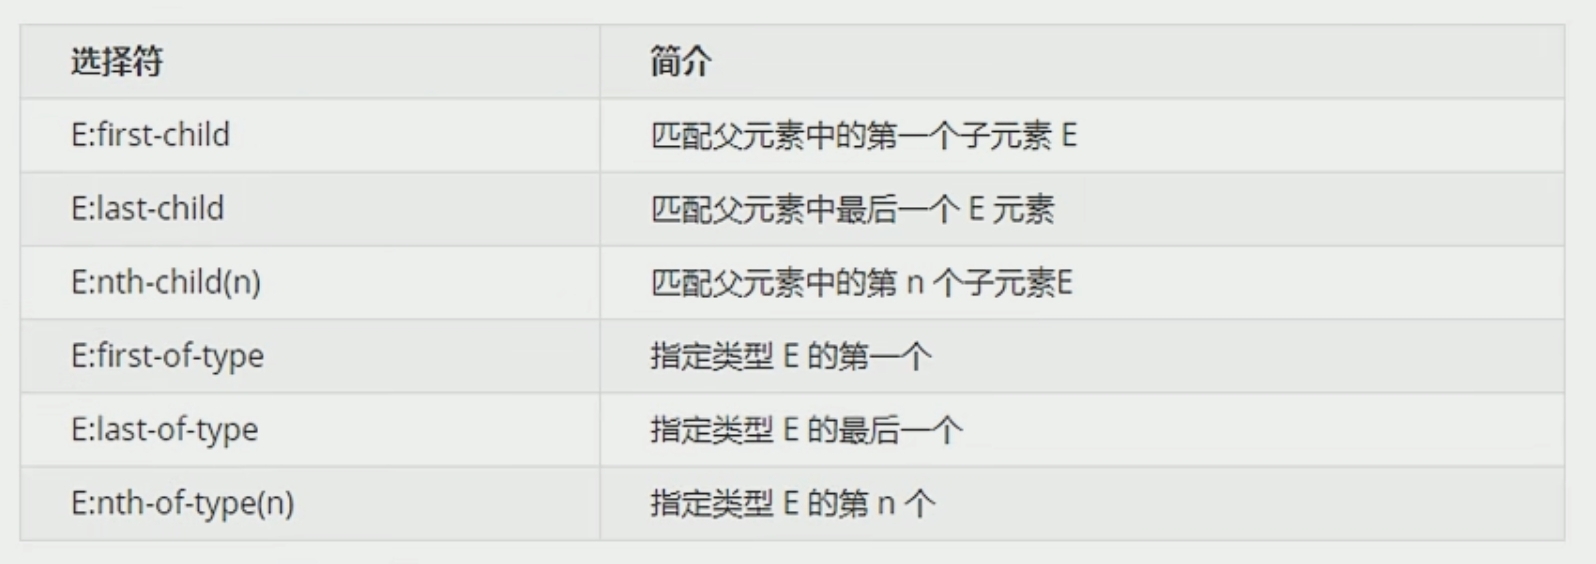 选择符 简介
E:first-child 匹配父元素中的第一个子元素 E
E:last-child 匹配父元素中最后一个 E 元素
E:nth-child(n) 匹配父元素中的第 n 个子元素E
E:first-of-type 指定类型 E 的第一个
E:last-of-type 指定类型 E 的最后一个
E:nth-of-type(n) 指定类型 E 的第 n 个